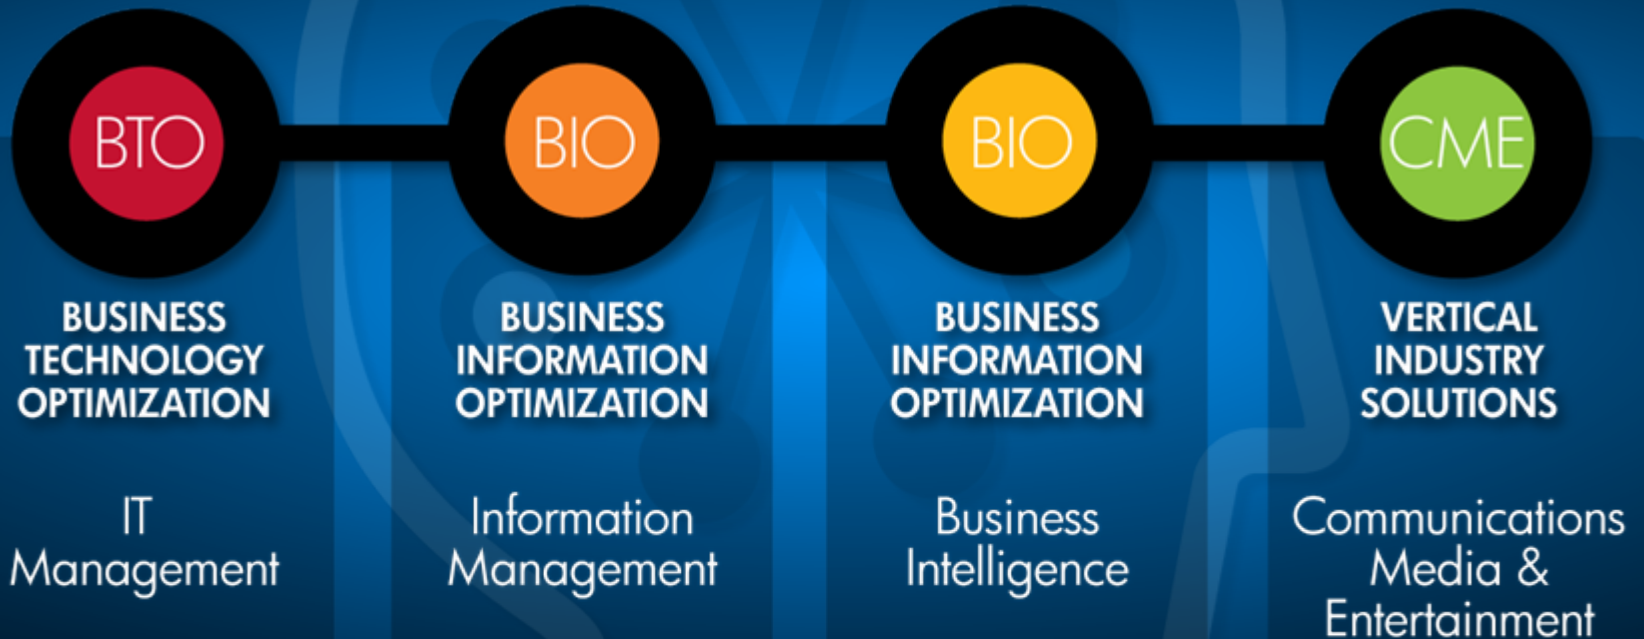 BTO
BIO
BIO
CME
BUSINESS
TECHNOLOGY
OPTIMIZATION
BUSINESS
INFORMATION
OPTIMIZATION
BUSINESS
INFORMATION
OPTIMIZATION
VERTICAL
INDUSTRY
SOLUTIONS
IT
Management
Information
Management
Business
Intelligence
Communications
Media &
Entertainment